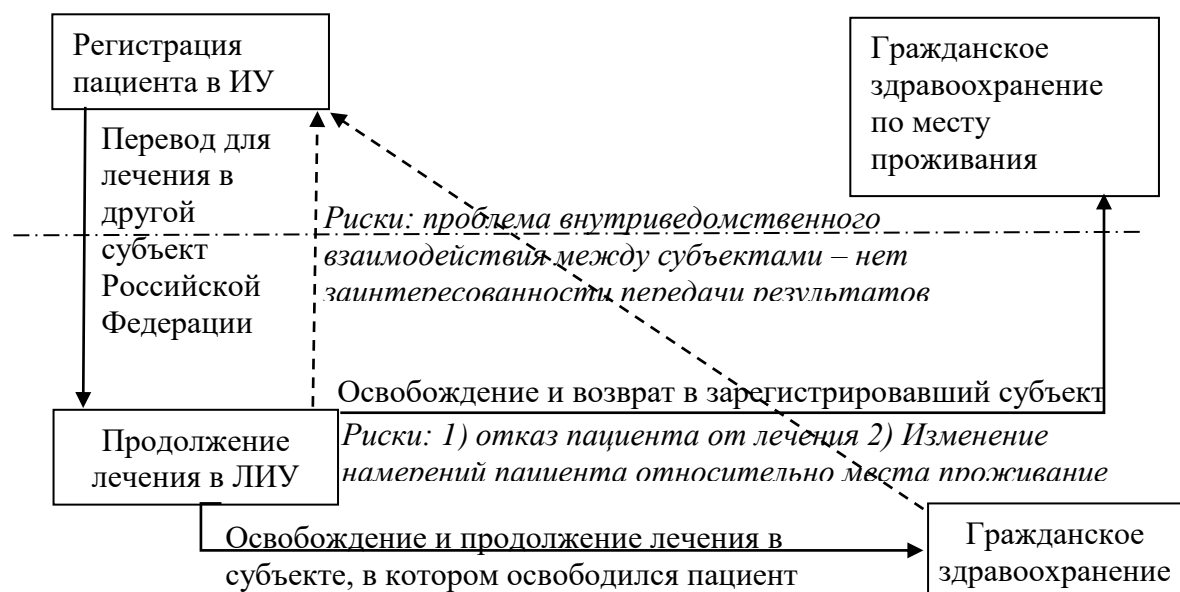 Регистрация
пациента в ИУ
Гражданское
здравоохранение
по месту
проживания
Перевод для
лечения в
другой
субъект
Российской
Федерации
Риски: проблема внутриведомственного
взаимодействия между субъектами – нет
заинтересованности передачи результатов
Освобождение и возврат в зарегистрировавший субъект
Продолжение
лечения в ЛИУ
Риски: 1) отказ пациента от лечения 2) Изменение
намерений пациента относительно места проживание
Освобождение и продолжение лечения в
субъекте, в котором освободился пациент
Гражданское
здравоохранение